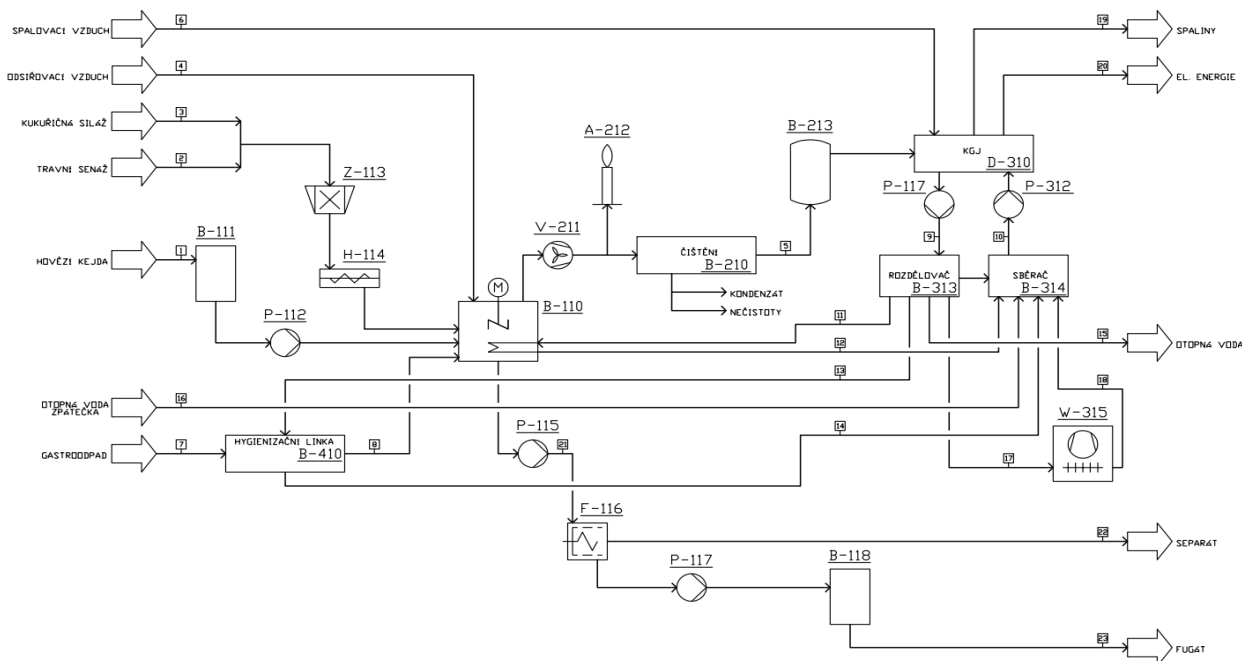 6
SPALOVACÍ VZDUCH
19
SPALINY
4
ODSIŘOVACÍ VZDUCH
20
EL. ENERGIE
3
KUKUŘIČNÁ SILÁŽ
A-212
B-213
2
TRAVNÍ SENÁŽ
Z-113
KGJ
D-310
P-117
P-312
1
HOVĚZÍ KEJDA
B-111
H-114
V-211
ČIŠTĚNÍ
B-210
5
9
10
ROZDĚLOVAČ
B-313
SBĚRAČ
B-314
KONDENZÁT
NEČISTOTY
M
B-110
P-112
11
12
15
OTOPNÁ VODA
13
18
16
OTOPNÁ VODA
ZPÁTEČKA
W-315
7
GASTROODPAD
HYGIENIZAČNÍ LINKA
B-410
8
P-115
21
14
17
F-116
22
SEPARÁT
P-117
B-118
23
FUGÁT